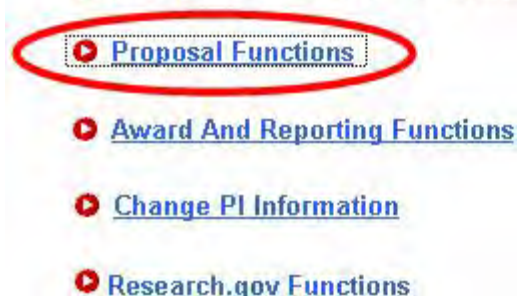 Proposal Functions
Award And Reporting Functions
Change PI Information
Research.gov Functions